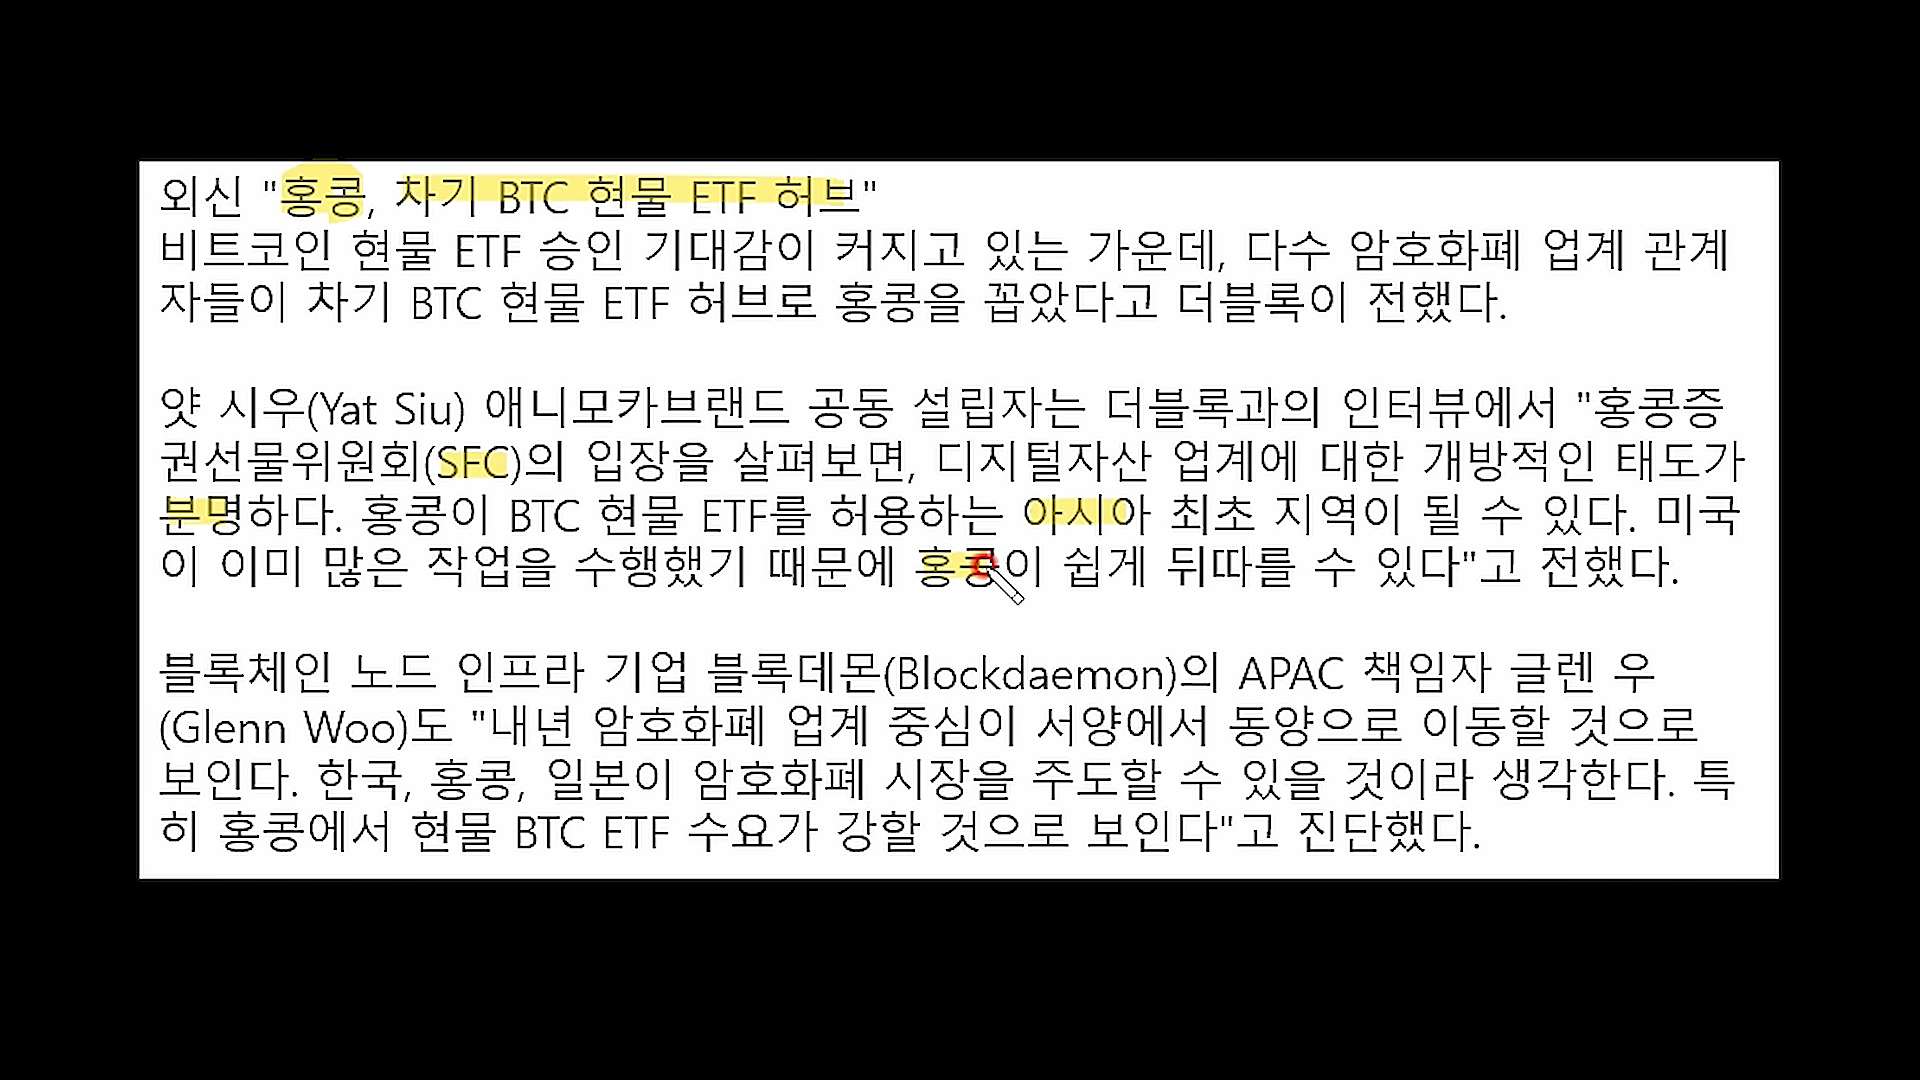 외신 "홍콩, 차기 BTC 현물 ETF 허브"
비트코인 현물 ETF 승인 기대감이 커지고 있는 가운데, 다수 암호화폐 업계 관계
자들이 차기 BTC 현물 ETF 허브로 홍콩을 꼽았다고 더블록이 전했다.
얏 시우(Yat Siu) 애니모카브랜드 공동 설립자는 더블록과의 인터뷰에서 "홍콩증
권선물위원회(SFC)의 입장을 살펴보면, 디지털자산 업계에 대한 개방적인 태도가
분명하다. 홍콩이 BTC 현물 ETF를 허용하는 아시아 최초 지역이 될 수 있다. 미국
이 이미 많은 작업을 수행했기 때문에 홍콩이 쉽게 뒤따를 수 있다"고 전했다.
블록체인 노드 인프라 기업 블록데몬(Blockdaemon)의 APAC 책임자 글렌 우
(Glenn Woo)도 "내년 암호화폐 업계 중심이 서양에서 동양으로 이동할 것으로
보인다. 한국, 홍콩, 일본이 암호화폐 시장을 주도할 수 있을 것이라 생각한다. 특
히 홍콩에서 현물 BTC ETF 수요가 강할 것으로 보인다"고 진단했다.